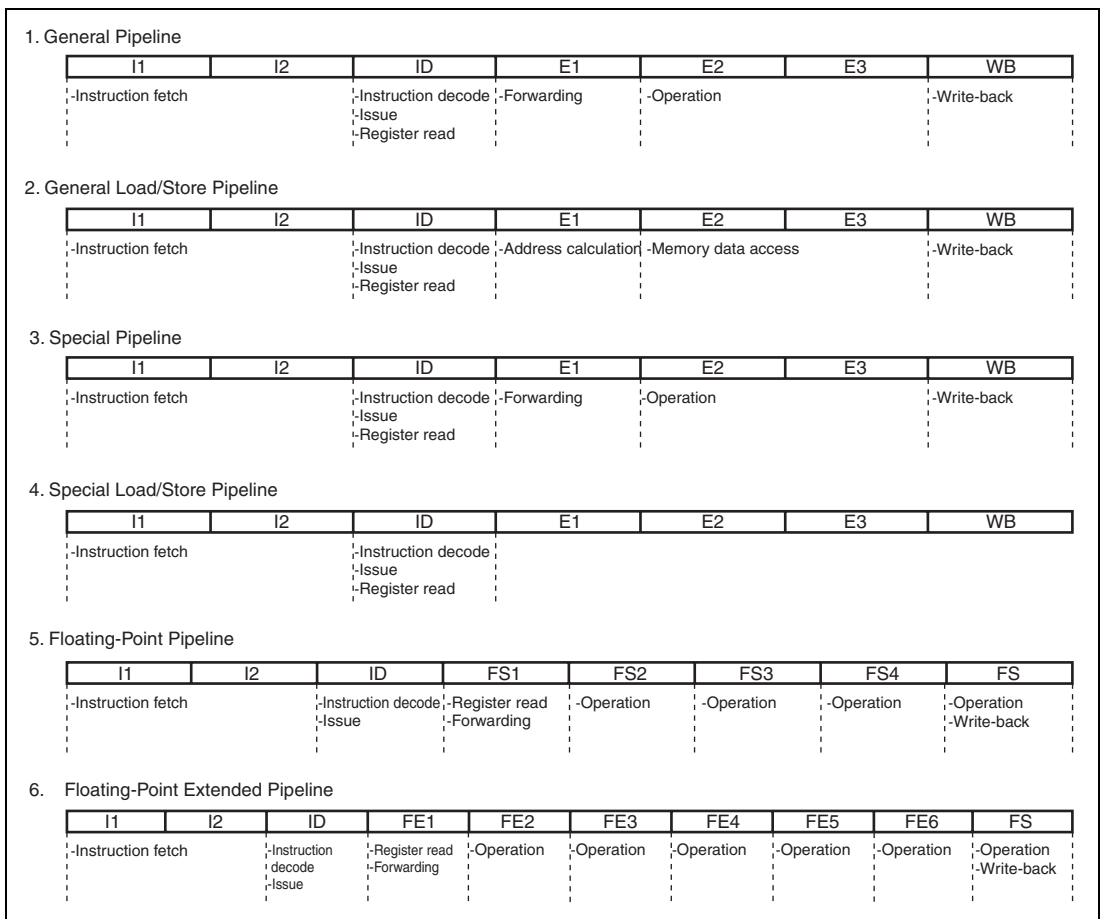 1. General Pipeline
I1 I2 ID E1 E2 E3 WB
-Instruction fetch -Instruction decode -Forwarding -Operation -Write-back
-Issue
-Register read
2. General Load/Store Pipeline
I1 I2 ID E1 E2 E3 WB
-Instruction fetch -Instruction decode -Address calculation -Memory data access -Write-back
-Issue
-Register read
3. Special Pipeline
I1 I2 ID E1 E2 E3 WB
-Instruction fetch -Instruction decode -Forwarding -Operation -Write-back
-Issue
-Register read
4. Special Load/Store Pipeline
I1 I2 ID E1 E2 E3 WB
-Instruction fetch -Instruction decode
-Issue
-Register read
5. Floating-Point Pipeline
I1 I2 ID FS1 FS2 FS3 FS4 FS
-Instruction fetch -Instruction decode -Register read -Operation -Operation -Operation -Operation
-Issue -Forwarding -Write-back
6. Floating-Point Extended Pipeline
I1 I2 ID FE1 FE2 FE3 FE4 FE5 FE6 FS
-Instruction fetch -Instruction -Register read -Operation -Operation -Operation -Operation -Operation -Operation
decode -Forwarding -Write-back
-Issue